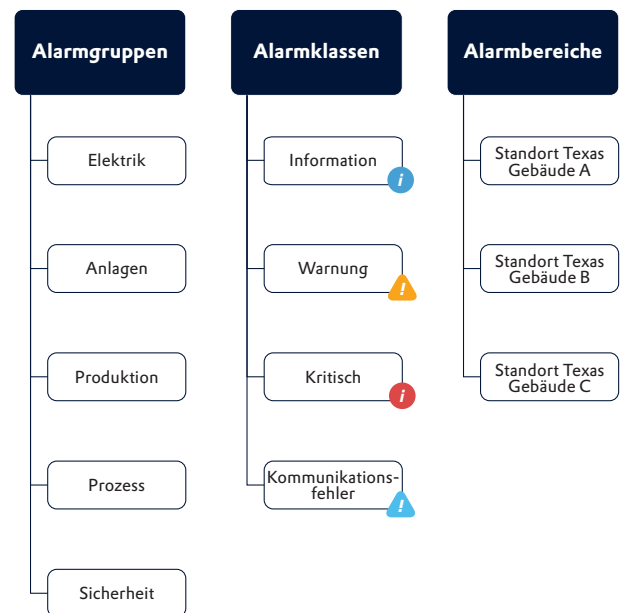 Alarmgruppen
Elektrik
Anlagen
Produktion
Prozess
Sicherheit
Alarmklassen
Information
i
Warnung
!
Kritisch
i
Kommunikations-
fehler
!
Alarmbereiche
Standort Texas
Gebäude A
Standort Texas
Gebäude B
Standort Texas
Gebäude C